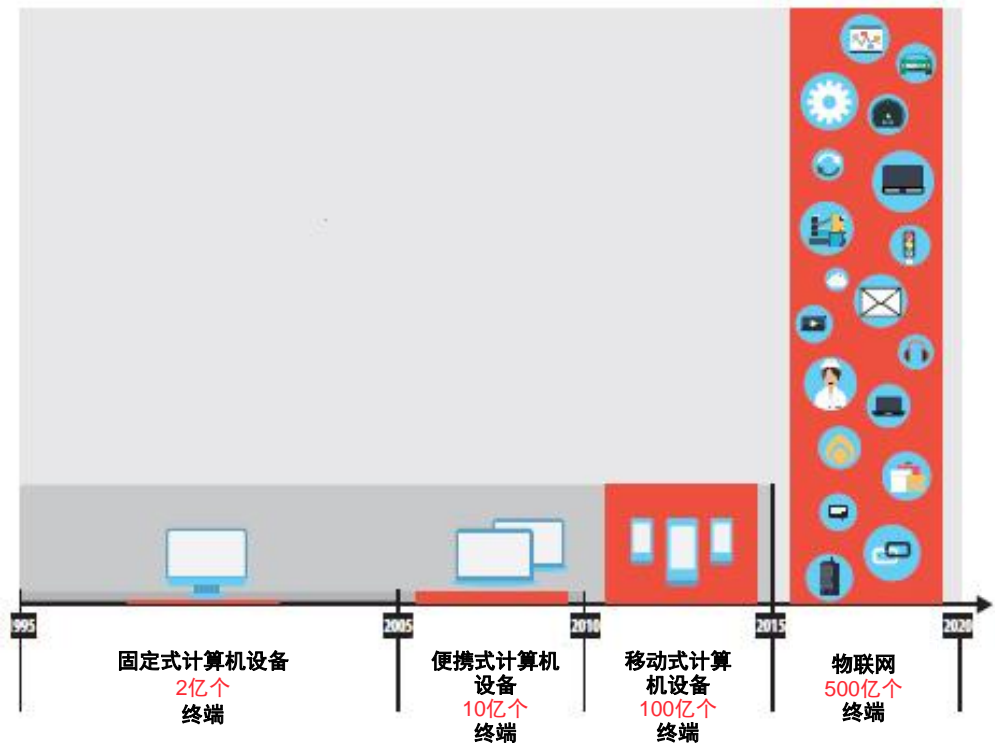 1995
2005
2010
2015
2020
固定式计算机设备
2亿个
终端
便携式计算机
设备
10亿个
终端
移动式计算
机设备
100亿个
终端
物联网
500亿个
终端